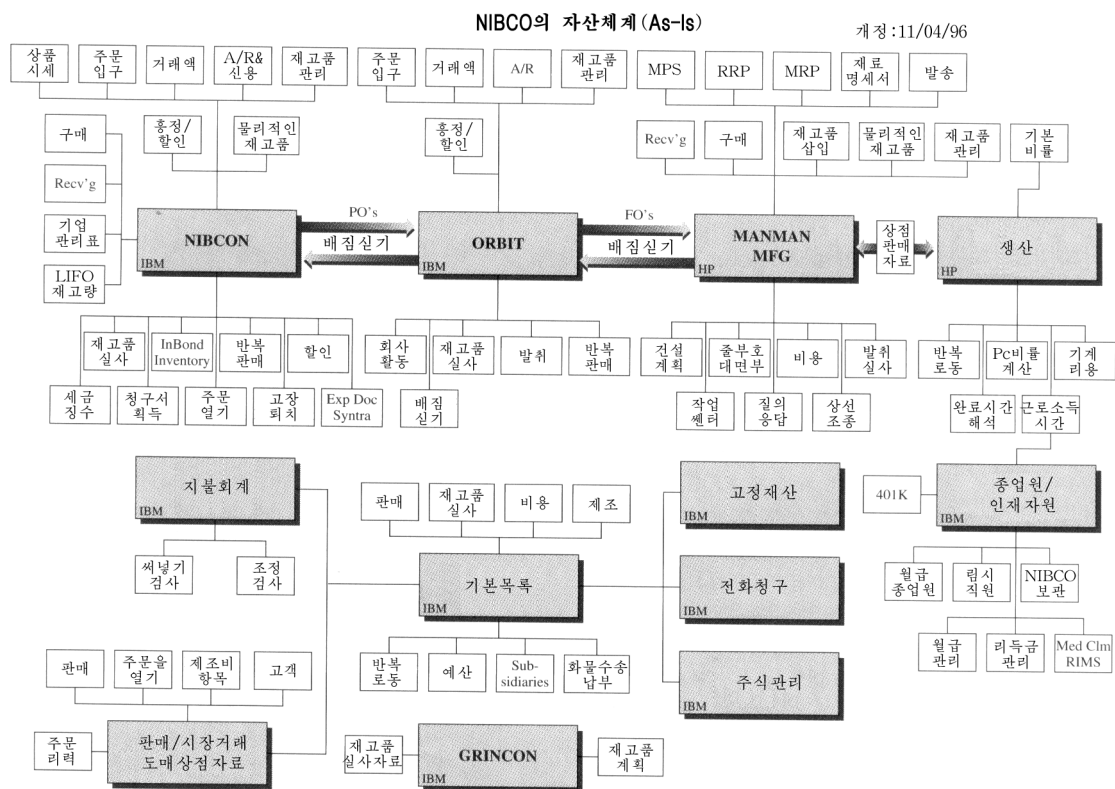 NIBCO의 자산체계(As-Is)
개정:11/04/96
상품
시세
주문
입구
거래액
A/R&
신용
재고품
관리
주문
입구
거래액
A/R
재고품
관리
MPS
RRP
MRP
재료
명세서
발송
구매
흥정/
할인
물리적인
재고품
흥정/
할인
Recv'g
구매
재고품
삽입
물리적인
재고품
재고품
관리
기본
비률
Recv'g
기업
관리료
LIFO
재고량
NIBCON
IBM
PO's
배짐싣기
ORBIT
IBM
FO's
배짐싣기
MANMAN
MFG
HP
상점
판매
자료
생산
HP
재고품
실사
InBond
Inventory
반복
판매
할인
세금
징수
청구서
획득
주문
열기
고장
퇴치
Exp Doc
Syntra
회사
활동
재고품
실사
발취
반복
판매
배짐
싣기
건설
계획
줄부호
대면부
비용
발취
실사
작업
쎈터
질의
응답
상선
조종
반복
로동
Pc비률
계산
기계
리용
완료시간
해석
근로소득
시간
지불회계
IBM
써넣기
검사
조정
검사
판매
재고품
실사
비용
제조
기본목록
IBM
반복
로동
예산
Sub-
sidiaries
화물수송
납부
고정재산
IBM
전화청구
IBM
주식관리
IBM
401K
종업원/
인재자원
IBM
월급
종업원
림시
직원
NIBCO
보관
월급
관리
리득금
관리
Med Clm
RIMS
판매
주문을
열기
제조비
항목
고객
주문
리력
판매/시장거래
도매상점자료
IBM
재고품
실사자료
GRINCON
IBM
재고품
계획